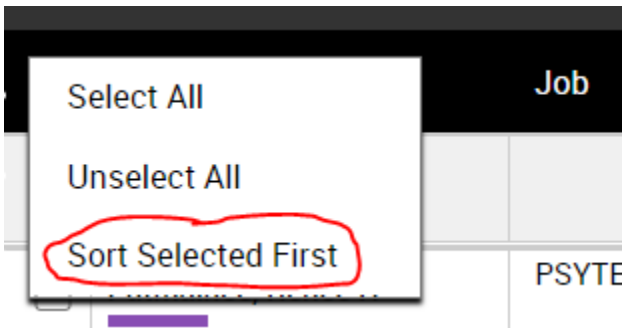 Select All
Job
Unselect All
Sort Selected First
PSYTE